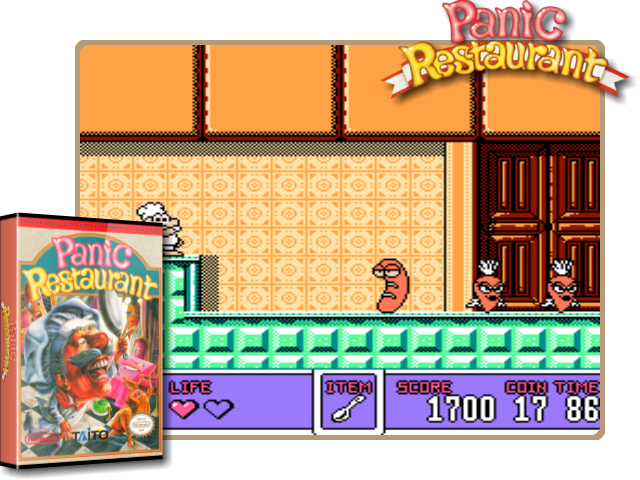 Panic
Restaurant
Panic
Restaurant
TAITO
LIFE
ITEM
SCORE
COIN
TIME
1700
17
86